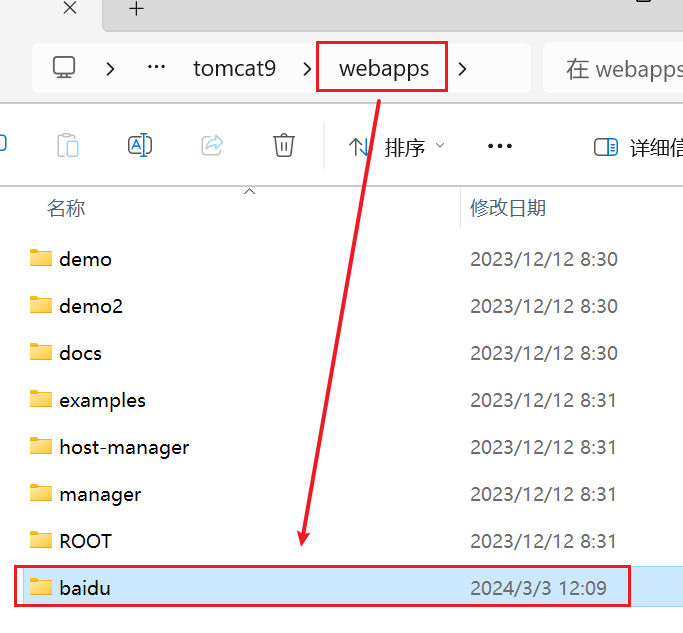 tomcat9 webapps 在 webapps
排序 详细信
名称 修改日期
demo 2023/12/12 8:30
demo2 2023/12/12 8:30
docs 2023/12/12 8:30
examples 2023/12/12 8:31
host-manager 2023/12/12 8:31
manager 2023/12/12 8:31
ROOT 2023/12/12 8:31
baidu 2024/3/3 12:09